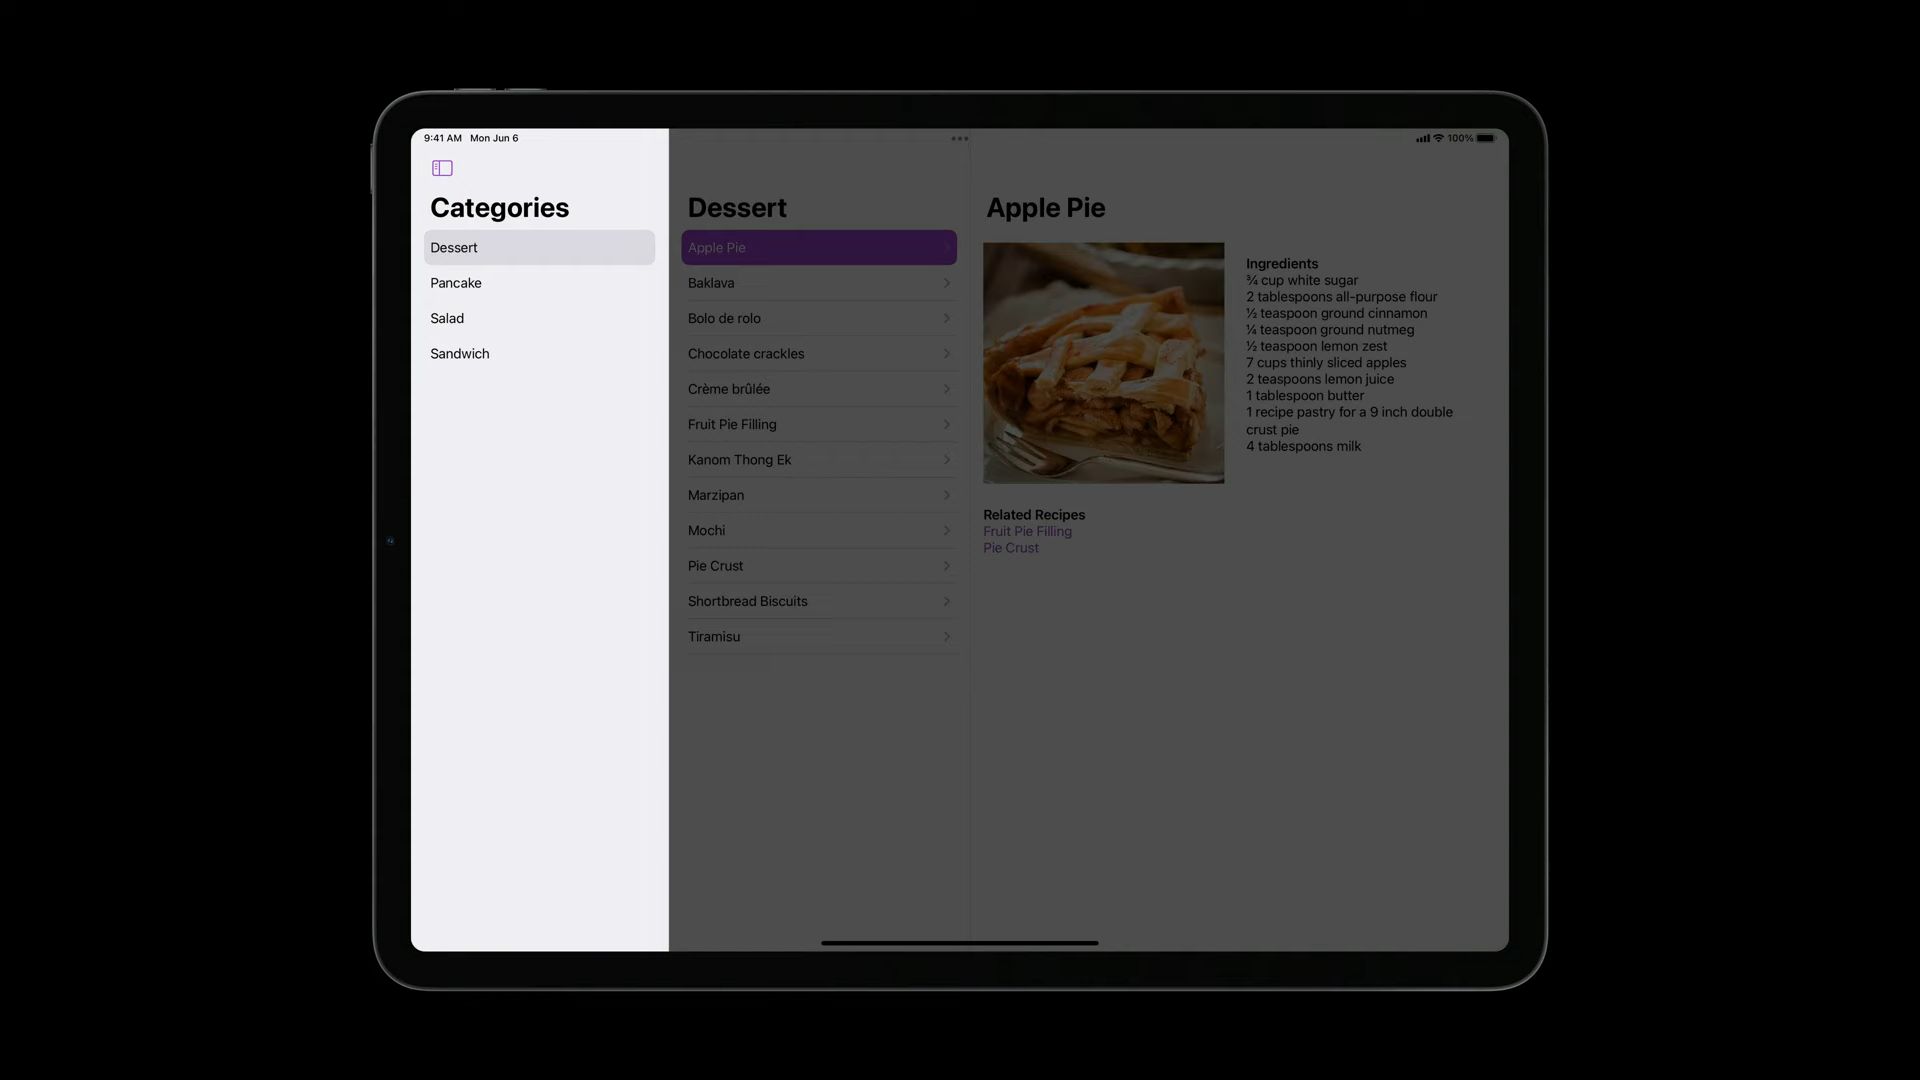 9:41 AM Mon Jun 6
100%
Categories
Dessert
Pancake
Salad
Sandwich
Dessert
Apple Pie
Baklava
Bolo de rolo
Chocolate crackles
Crème brûlée
Fruit Pie Filling
Kanom Thong Ek
Marzipan
Mochi
Pie Crust
Shortbread Biscuits
Tiramisu
Apple Pie
Ingredients
¾ cup white sugar
2 tablespoons all-purpose flour
½ teaspoon ground cinnamon
¼ teaspoon ground nutmeg
½ teaspoon lemon zest
7 cups thinly sliced apples
2 teaspoons lemon juice
1 tablespoon butter
1 recipe pastry for a 9 inch double
crust pie
4 tablespoons milk
Related Recipes
Fruit Pie Filling
Pie Crust